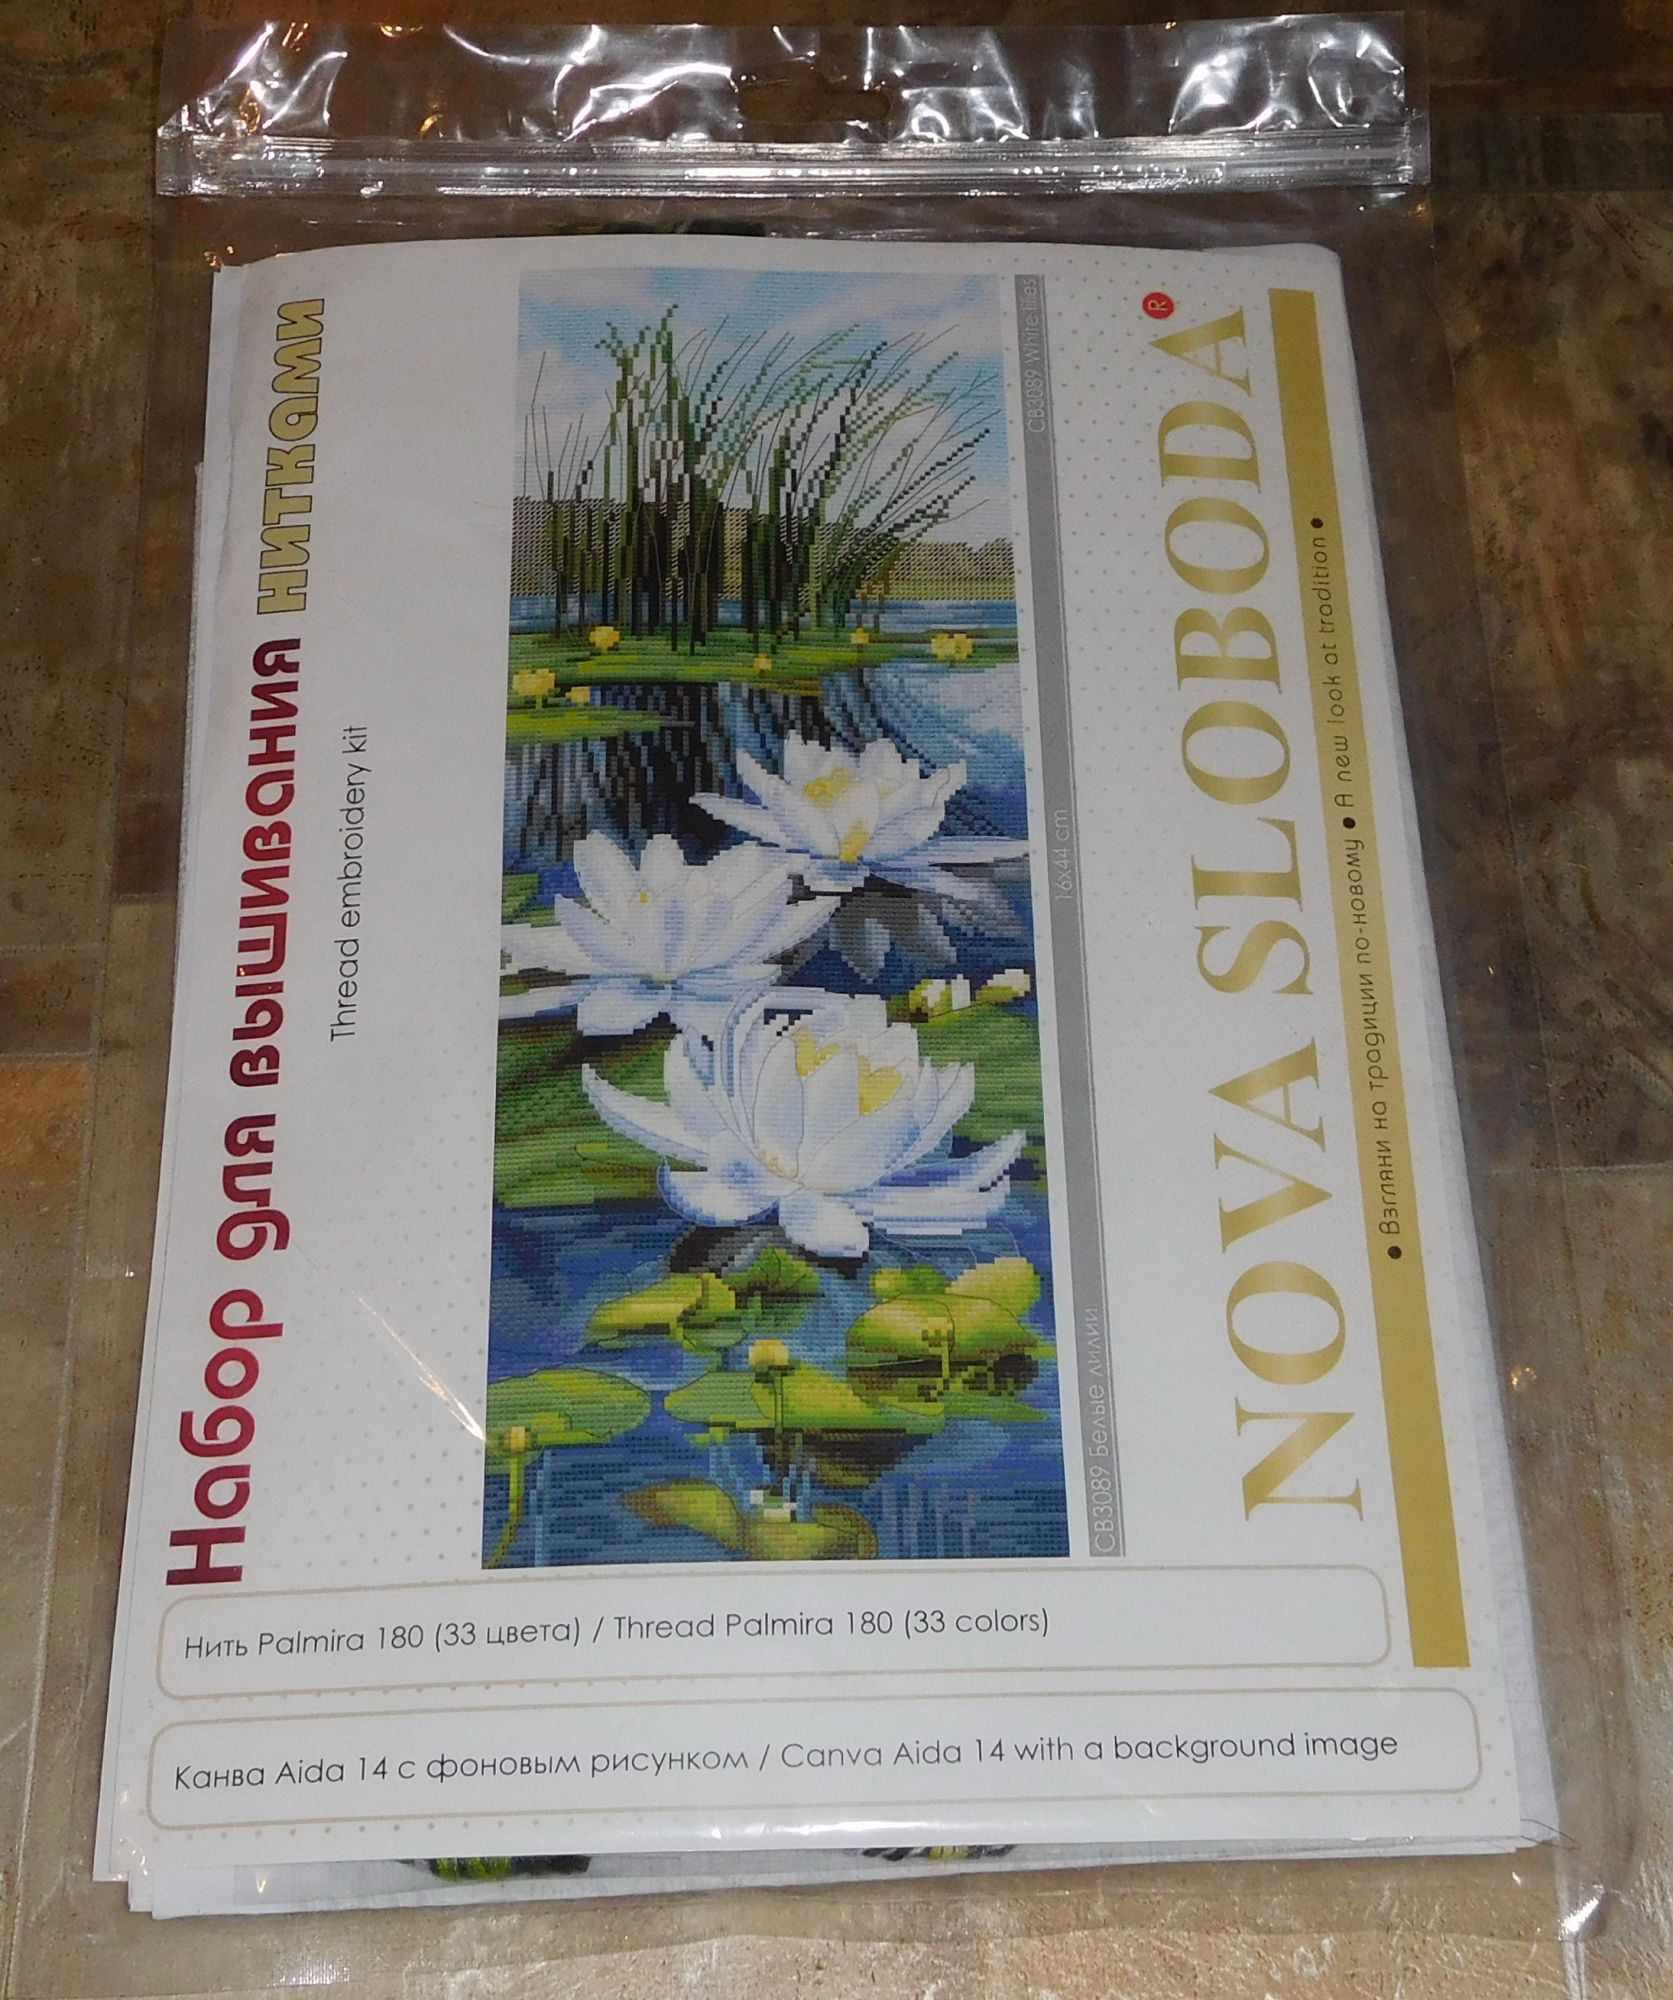 Набор для вышивания нитками
Thread embroidery kit
СВ3089 Белые лилии
16x44 cm
CB3089 White lilies
NOVA SLOBODA®
● Взгляни на традиции по-новому ● A new look at tradition ●
Нить Palmira 180 (33 цвета) / Thread Palmira 180 (33 colors)
Канва Aida 14 с фоновым рисунком / Canva Aida 14 with a background image